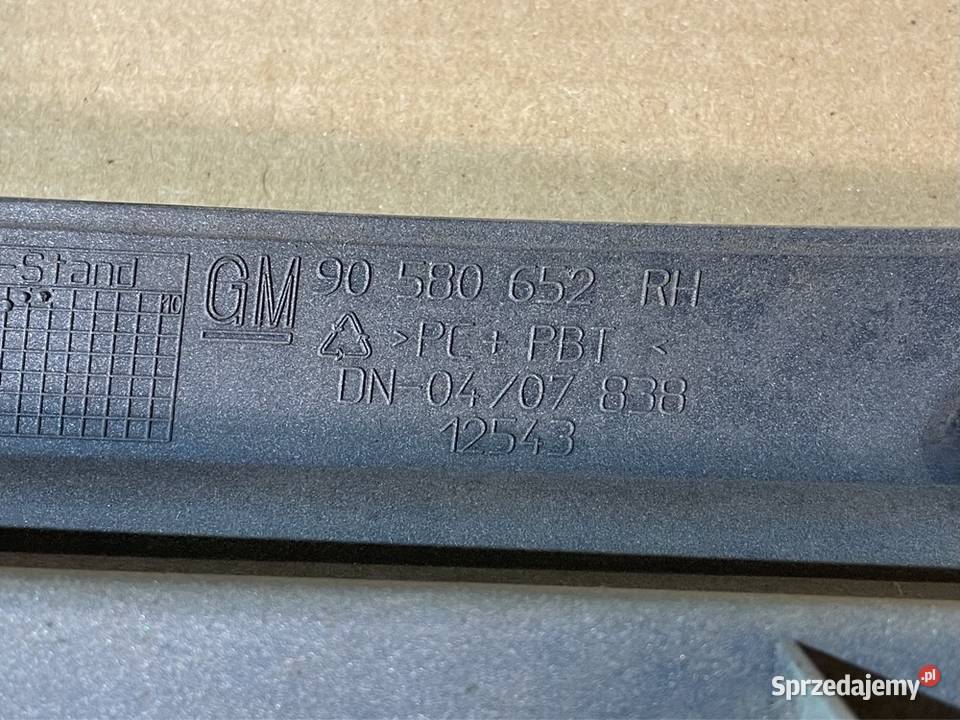 -Stand
10
GM 90 580 652 RH
>PC + PBT <
DN-04/07 838
12543
Sprzedajemy.pl